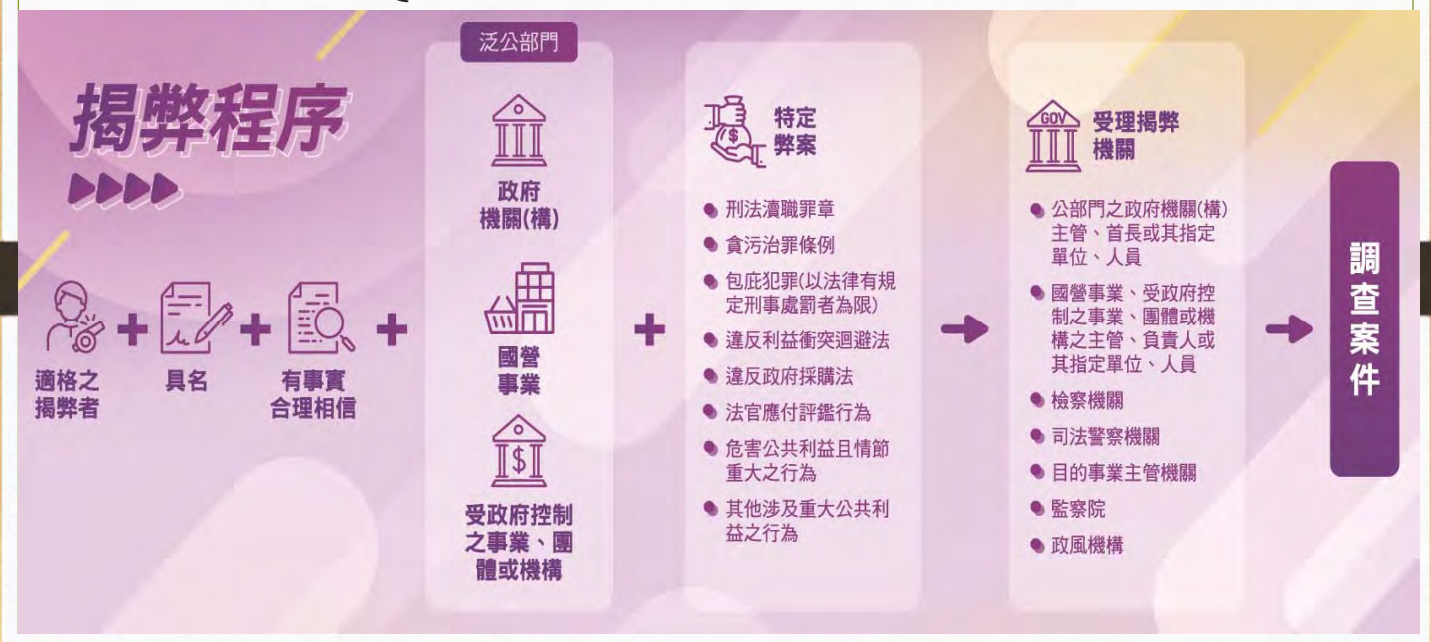 揭弊程序
適格之
揭弊者
+
具名
+
有事實
合理相信
+
泛公部門
政府
機關(構)
國營
事業
$
受政府控制
之事業、團
體或機構
+
$
特定
弊案
刑法瀆職罪章
貪污治罪條例
包庇犯罪(以法律有規
定刑事處罰者為限)
違反利益衝突迴避法
違反政府採購法
法官應付評鑑行為
危害公共利益且情節
重大之行為
其他涉及重大公共利
益之行為
GOV
受理揭弊
機關
公部門之政府機關(構)
主管、首長或其指定
單位、人員
國營事業、受政府控
制之事業、團體或機
構之主管、負責人或
其指定單位、人員
檢察機關
司法警察機關
目的事業主管機關
監察院
政風機構
調查案件